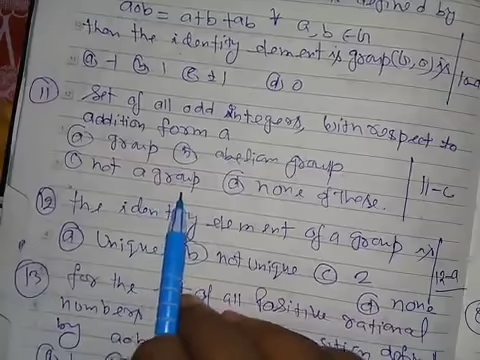 aob = a+b+ab ∀ a,b ∈ G
then the identity element is group (G, o) is
(a) -1 (b) 1 (c) ±1 (d) 0
(11) Set of all odd integers, with respect to
addition form a
(a) group (b) abelian group
(c) not a group (d) none of these.
11-c
(12) the identity element of a group is
(a) Unique (b) not unique (c) 2
(d) none
12-a
(13) for the of all positive rational
numbers
by aob